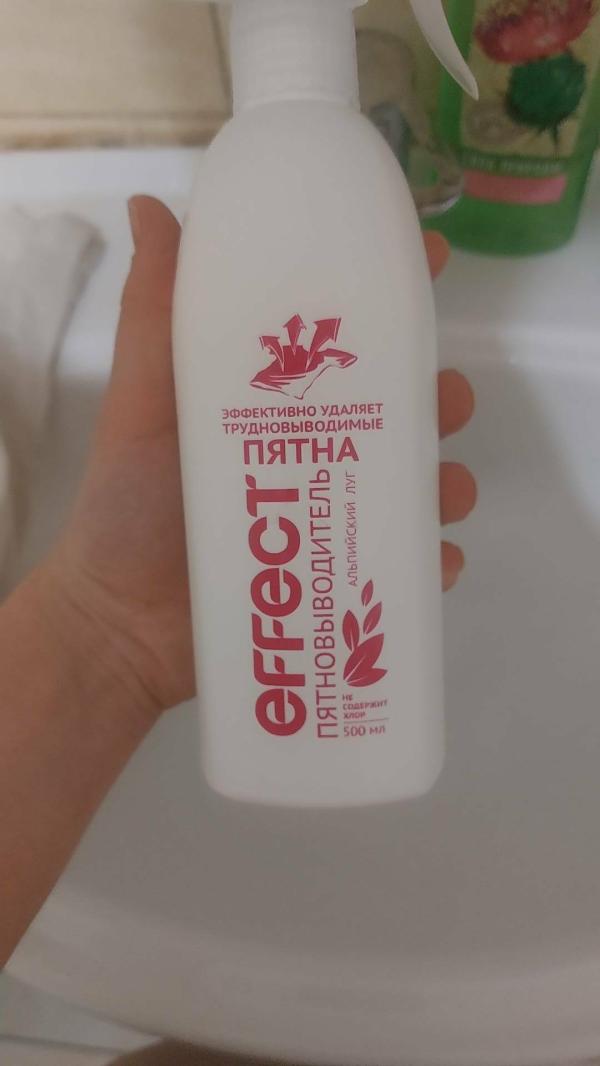 ЭФФЕКТИВНО УДАЛЯЕТ
ТРУДНОВЫВОДИМЫЕ
ПЯТНА
effect
ПЯТНОВЫВОДИТЕЛЬ
АЛЬПИЙСКИЙ ЛУГ
НЕ
СОДЕРЖИТ
ХЛОР
500 МЛ